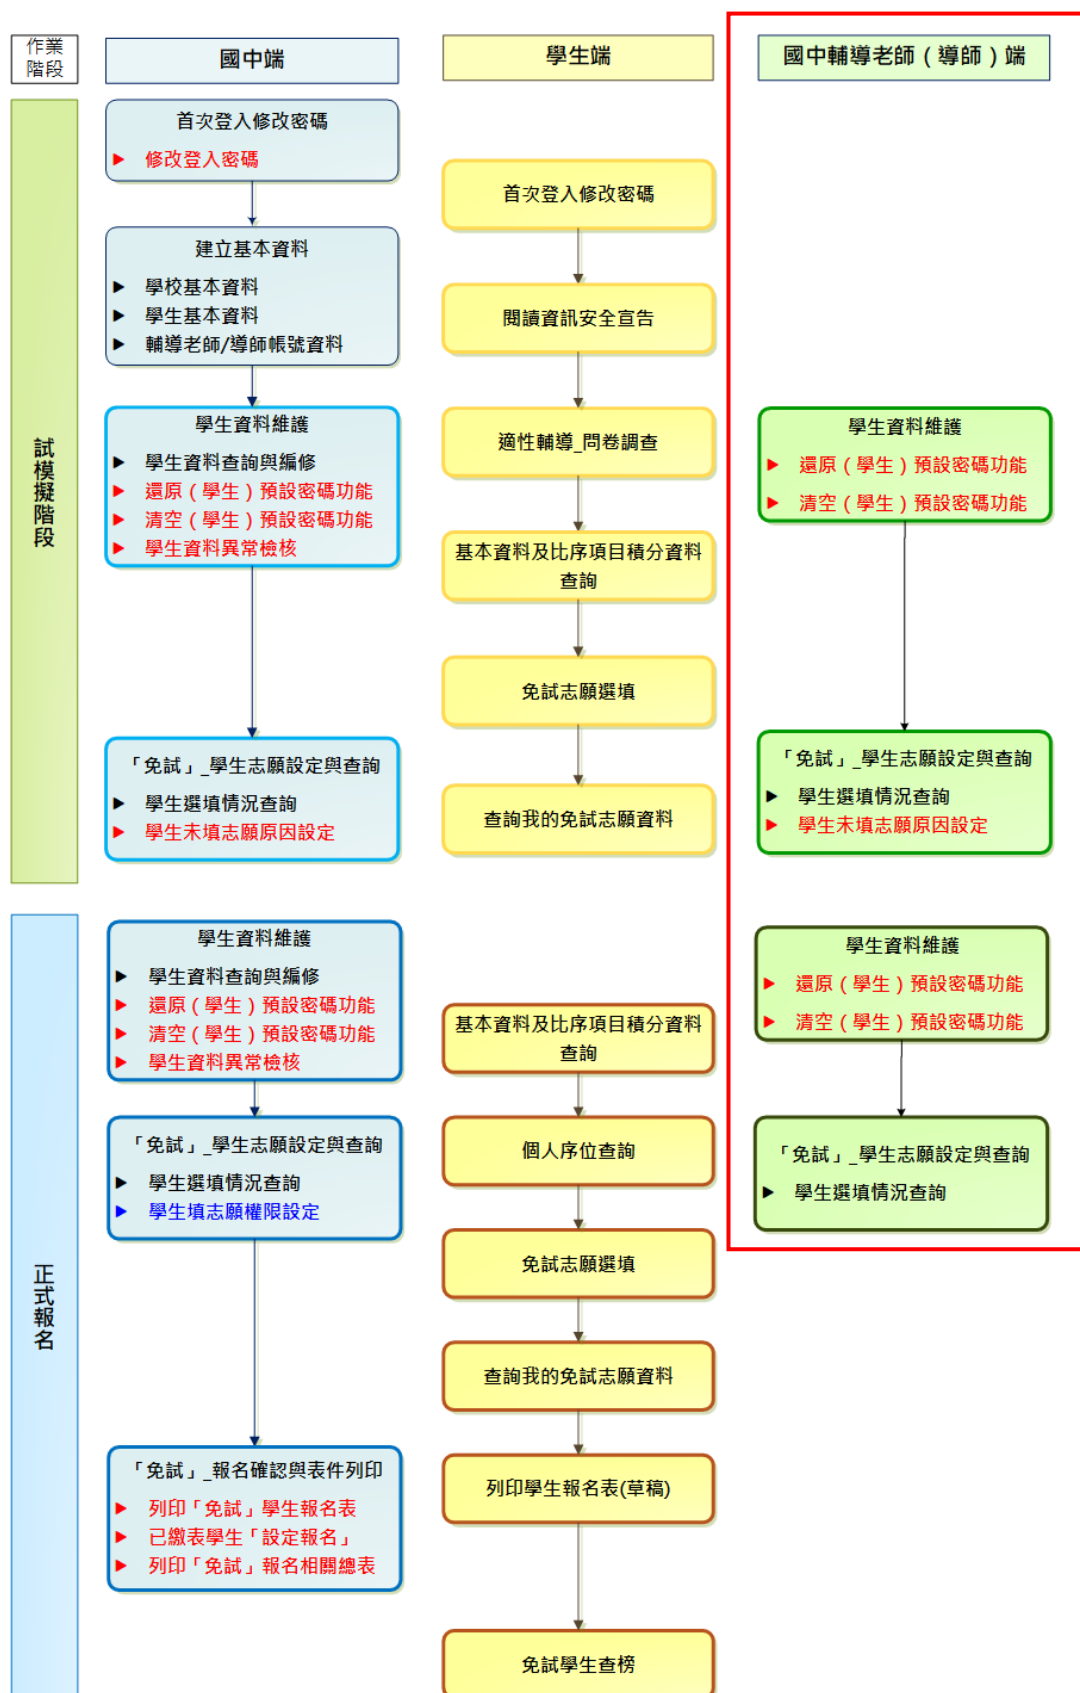 作業
階段
國中端
學生端
國中輔導老師（導師）端
試模擬階段
首次登入修改密碼
► 修改登入密碼
建立基本資料
► 學校基本資料
► 學生基本資料
► 輔導老師/導師帳號資料
學生資料維護
► 學生資料查詢與編修
► 還原（學生）預設密碼功能
► 清空（學生）預設密碼功能
► 學生資料異常檢核
「免試」_學生志願設定與查詢
► 學生選填情況查詢
► 學生未填志願原因設定
首次登入修改密碼
閱讀資訊安全宣告
適性輔導_問卷調查
基本資料及比序項目積分資料
查詢
免試志願選填
查詢我的免試志願資料
學生資料維護
► 還原（學生）預設密碼功能
► 清空（學生）預設密碼功能
「免試」_學生志願設定與查詢
► 學生選填情況查詢
► 學生未填志願原因設定
正式報名
學生資料維護
► 學生資料查詢與編修
► 還原（學生）預設密碼功能
► 清空（學生）預設密碼功能
► 學生資料異常檢核
「免試」_學生志願設定與查詢
► 學生選填情況查詢
► 學生填志願權限設定
「免試」_報名確認與表件列印
► 列印「免試」學生報名表
► 已繳表學生「設定報名」
► 列印「免試」報名相關總表
基本資料及比序項目積分資料
查詢
個人序位查詢
免試志願選填
查詢我的免試志願資料
列印學生報名表(草稿)
免試學生查榜
學生資料維護
► 還原（學生）預設密碼功能
► 清空（學生）預設密碼功能
「免試」_學生志願設定與查詢
► 學生選填情況查詢